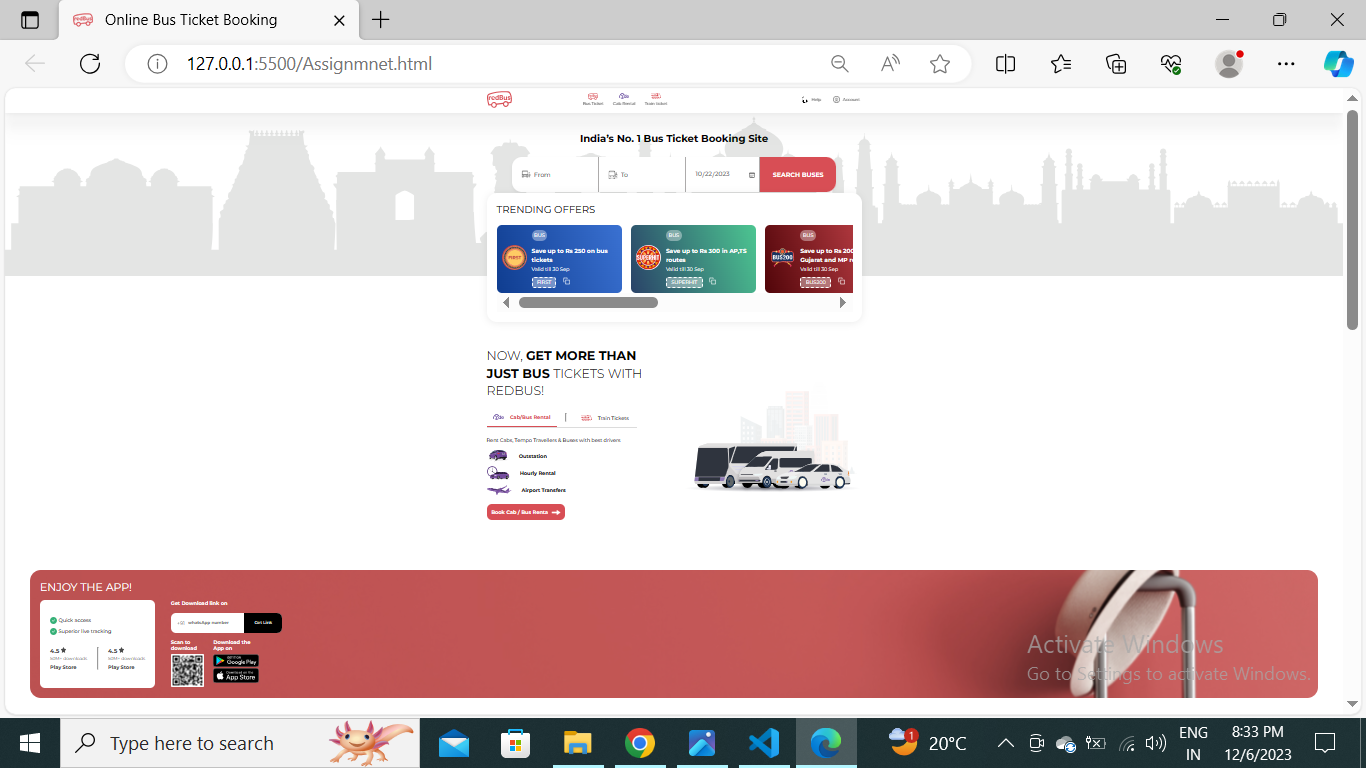 redBus
Online Bus Ticket Booking
127.0.0.1:5500/Assignmnet.html
redBus
Bus Ticket
Cab Rental
Train ticket
Help
Account
India's No. 1 Bus Ticket Booking Site
From
To
10/22/2023
SEARCH BUSES
TRENDING OFFERS
BUS
FIRST
Save up to Rs 250 on bus
tickets
Valid till 30 Sep
FIRST
BUS
SUPERHIT
Save up to Rs 300 in AP,TS
routes
Valid till 30 Sep
SUPERHIT
BUS
BUS200
Save up to Rs 200
Gujarat and MP r
Valid till 30 Sep
BUS200
NOW, GET MORE THAN
JUST BUS TICKETS WITH
REDBUS!
Cab/Bus Rental
Train Tickets
Rent Cabs, Tempo Travellers & Buses with best drivers
Outstation
Hourly Rental
Airport Transfers
Book Cab / Bus Renta
ENJOY THE APP!
Quick access
Superior live tracking
4.5 ★
50M+ downloads
Play Store
4.5 ★
downloads
Play Store
Get Download link on
+91 whatsApp number
Get Link
Scan to
download
Download the
App on
GET IT ON
Google Play
Download on the
App Store
Activate Windows
Go to Settings to activate Windows.
Type here to search
1
20°C
ENG
IN
8:33 PM
12/6/2023